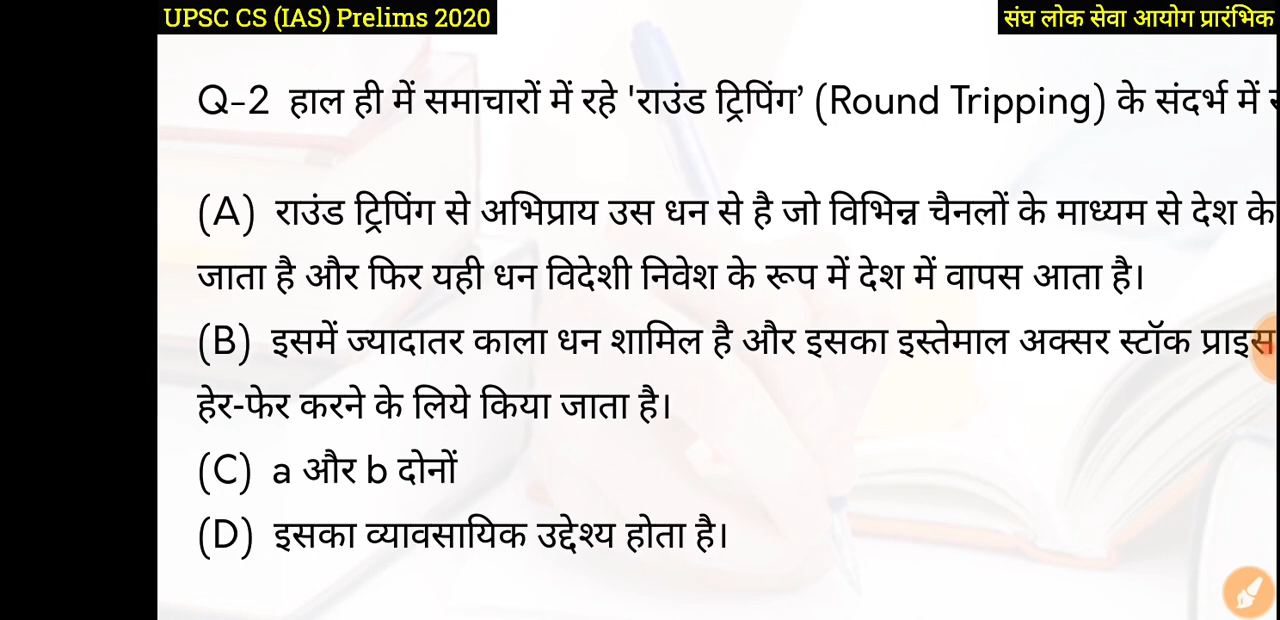 UPSC CS (IAS) Prelims 2020
संघ लोक सेवा आयोग प्रारंभिक
Q-2 हाल ही में समाचारों में रहे 'राउंड ट्रिपिंग’ (Round Tripping) के संदर्भ में
(A) राउंड ट्रिपिंग से अभिप्राय उस धन से है जो विभिन्न चैनलों के माध्यम से देश के
जाता है और फिर यही धन विदेशी निवेश के रूप में देश में वापस आता है।
(B) इसमें ज्यादातर काला धन शामिल है और इसका इस्तेमाल अक्सर स्टॉक प्राइस
हेर-फेर करने के लिये किया जाता है।
(C) a और b दोनों
(D) इसका व्यावसायिक उद्देश्य होता है।